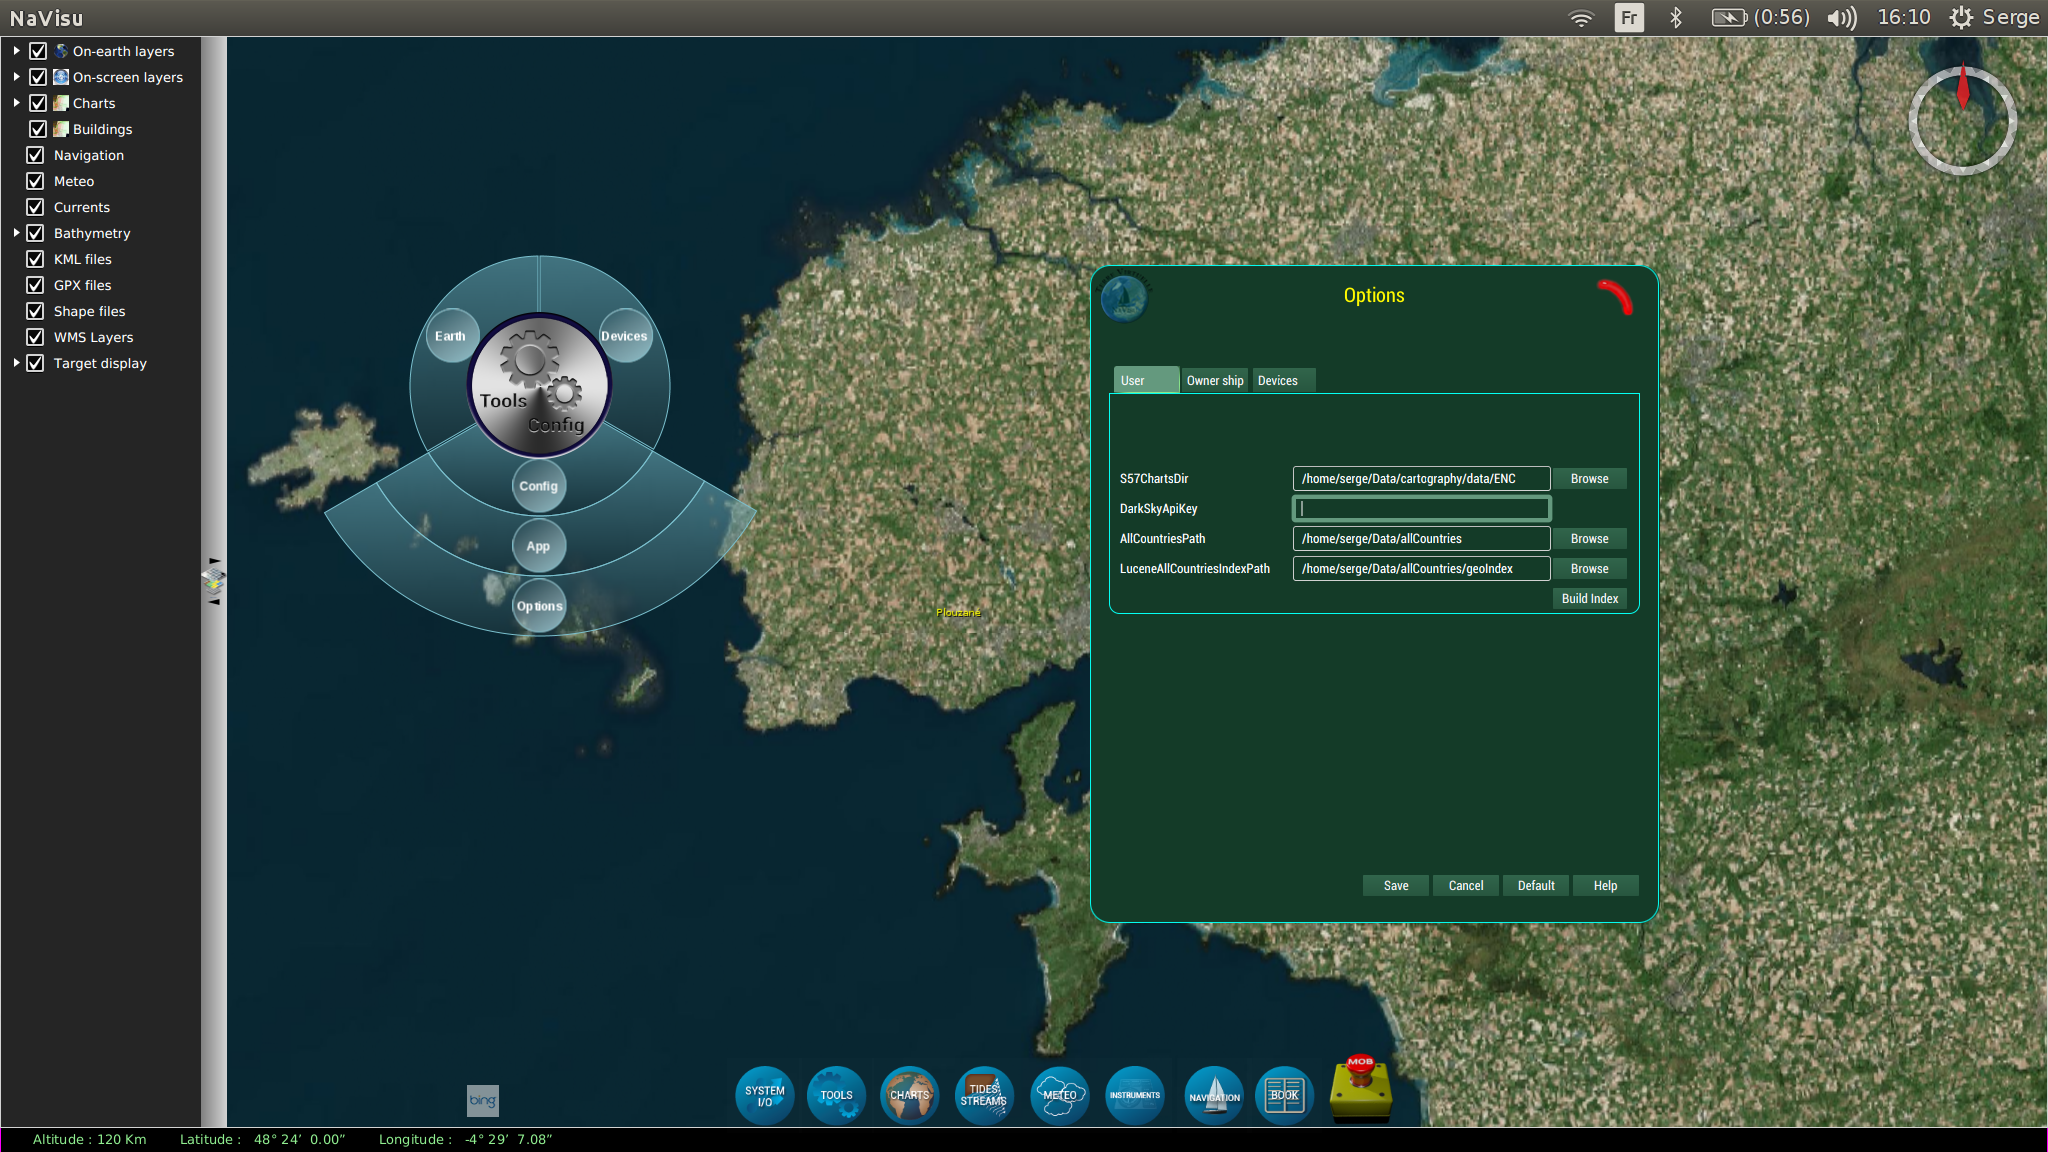 NaVisu
Fr
(0:56)
16:10
Serge
On-earth layers
On-screen layers
Charts
Buildings
Navigation
Meteo
Currents
Bathymetry
KML files
GPX files
Shape files
WMS Layers
Target display
Earth
Devices
Tools
Config
Config
App
Options
Plouzané
Options
User
Owner ship
Devices
S57ChartsDir
/home/serge/Data/cartography/data/ENC
Browse
DarkSkyApiKey
AllCountriesPath
/home/serge/Data/allCountries
Browse
LuceneAllCountriesIndexPath
/home/serge/Data/allCountries/geoIndex
Browse
Build Index
Save
Cancel
Default
Help
bing
SYSTEM
I/O
TOOLS
CHARTS
TIDES
STREAMS
METEO
INSTRUMENTS
NAVIGATION
BOOK
MOB
Altitude : 120 Km
Latitude : 48° 24’ 0.00”
Longitude : -4° 29’ 7.08”